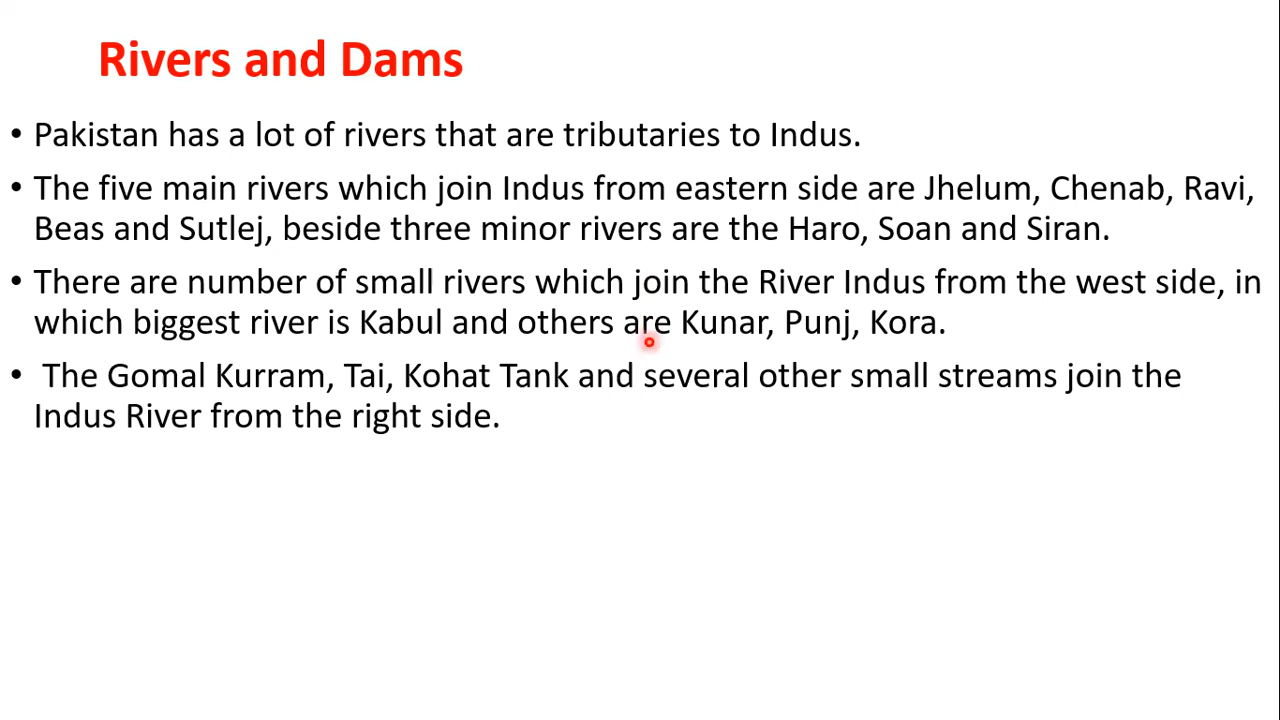 Rivers and Dams
• Pakistan has a lot of rivers that are tributaries to Indus.
• The five main rivers which join Indus from eastern side are Jhelum, Chenab, Ravi,
Beas and Sutlej, beside three minor rivers are the Haro, Soan and Siran.
• There are number of small rivers which join the River Indus from the west side, in
which biggest river is Kabul and others are Kunar, Punj, Kora.
• The Gomal Kurram, Tai, Kohat Tank and several other small streams join the
Indus River from the right side.